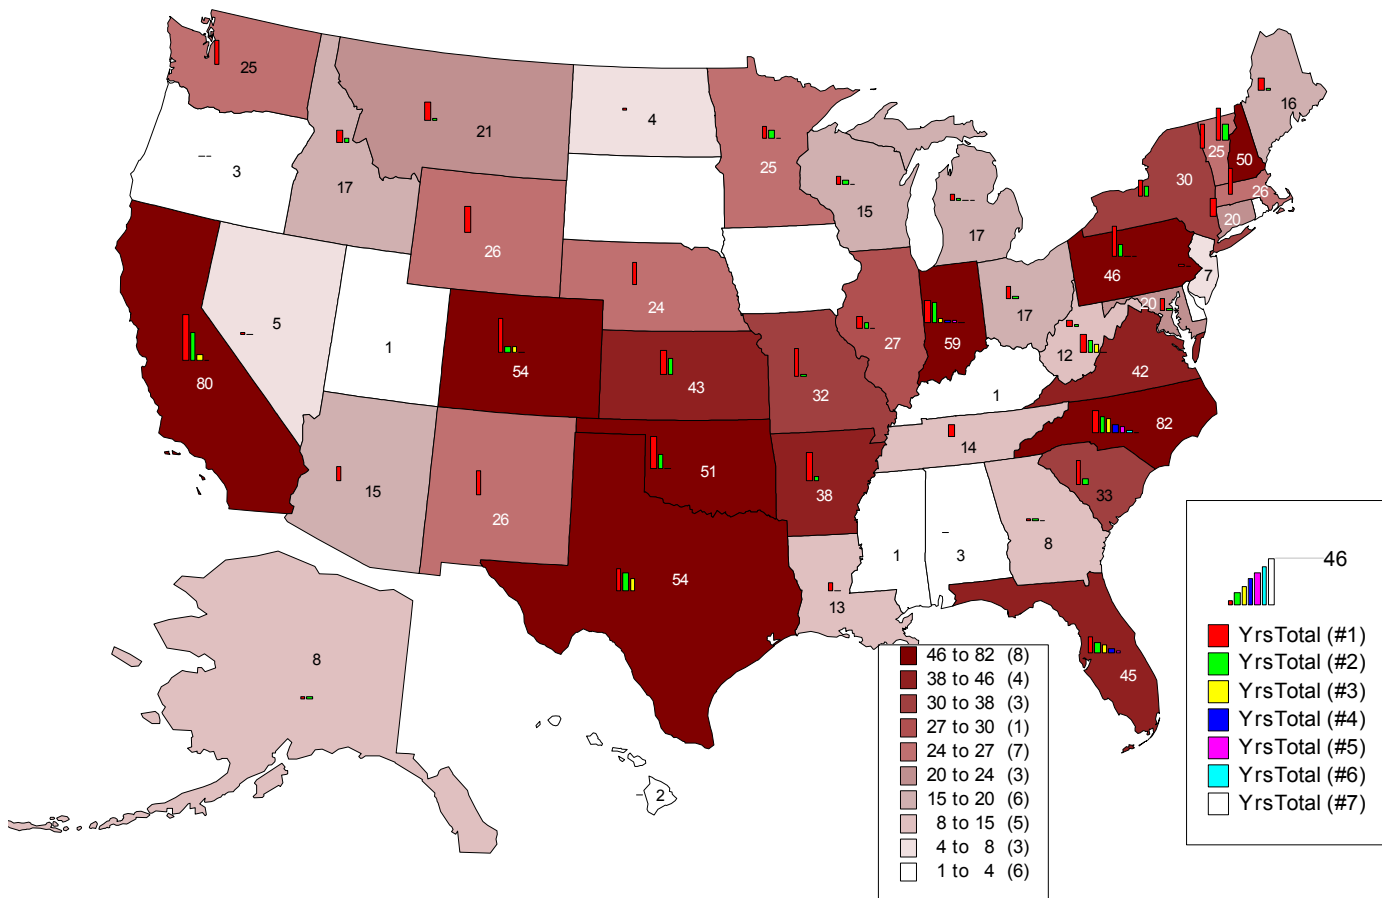 25
21
4
25
16
25
50
3
17
15
30
26
26
17
20
46
7
5
24
20
1
27
59
17
12
80
54
43
32
42
1
82
51
14
15
26
38
33
8
1
3
54
13
45
8
2
46 to 82 (8)
38 to 46 (4)
30 to 38 (3)
27 to 30 (1)
24 to 27 (7)
20 to 24 (3)
15 to 20 (6)
8 to 15 (5)
4 to 8 (3)
1 to 4 (6)
46
YrsTotal (#1)
YrsTotal (#2)
YrsTotal (#3)
YrsTotal (#4)
YrsTotal (#5)
YrsTotal (#6)
YrsTotal (#7)